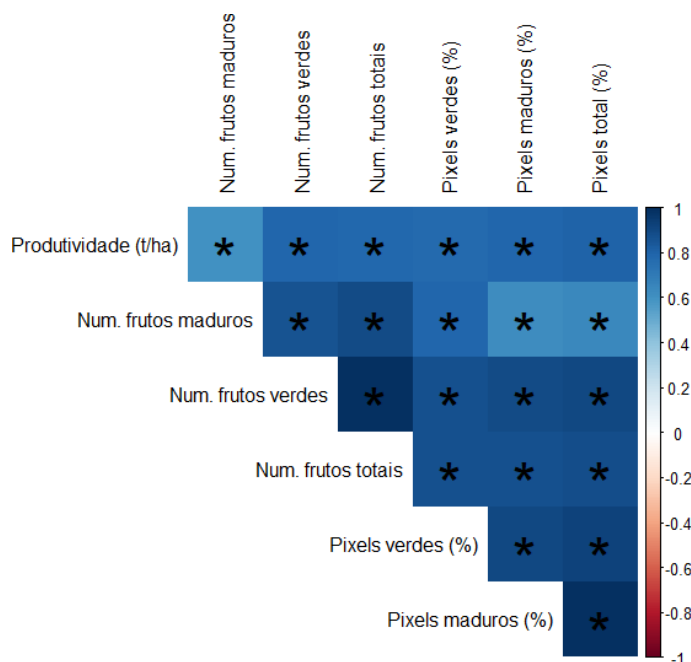 Num. frutos maduros
Num. frutos verdes
Num. frutos totais
Pixels verdes (%)
Pixels maduros (%)
Pixels total (%)
Produtividade (t/ha)
* * * * * *
Num. frutos maduros
* * * * *
Num. frutos verdes
* * * *
Num. frutos totais
* * *
Pixels verdes (%)
* *
Pixels maduros (%)
*
1
0.8
0.6
0.4
0.2
0
-0.2
-0.4
-0.6
-0.8
-1